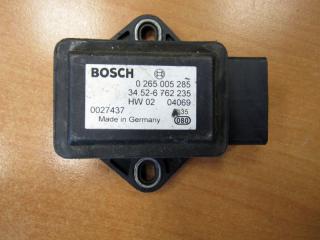 BOSCH
0 265 005 285
34.52-6 762 235
HW 02 04069
0027437
Made in Germany